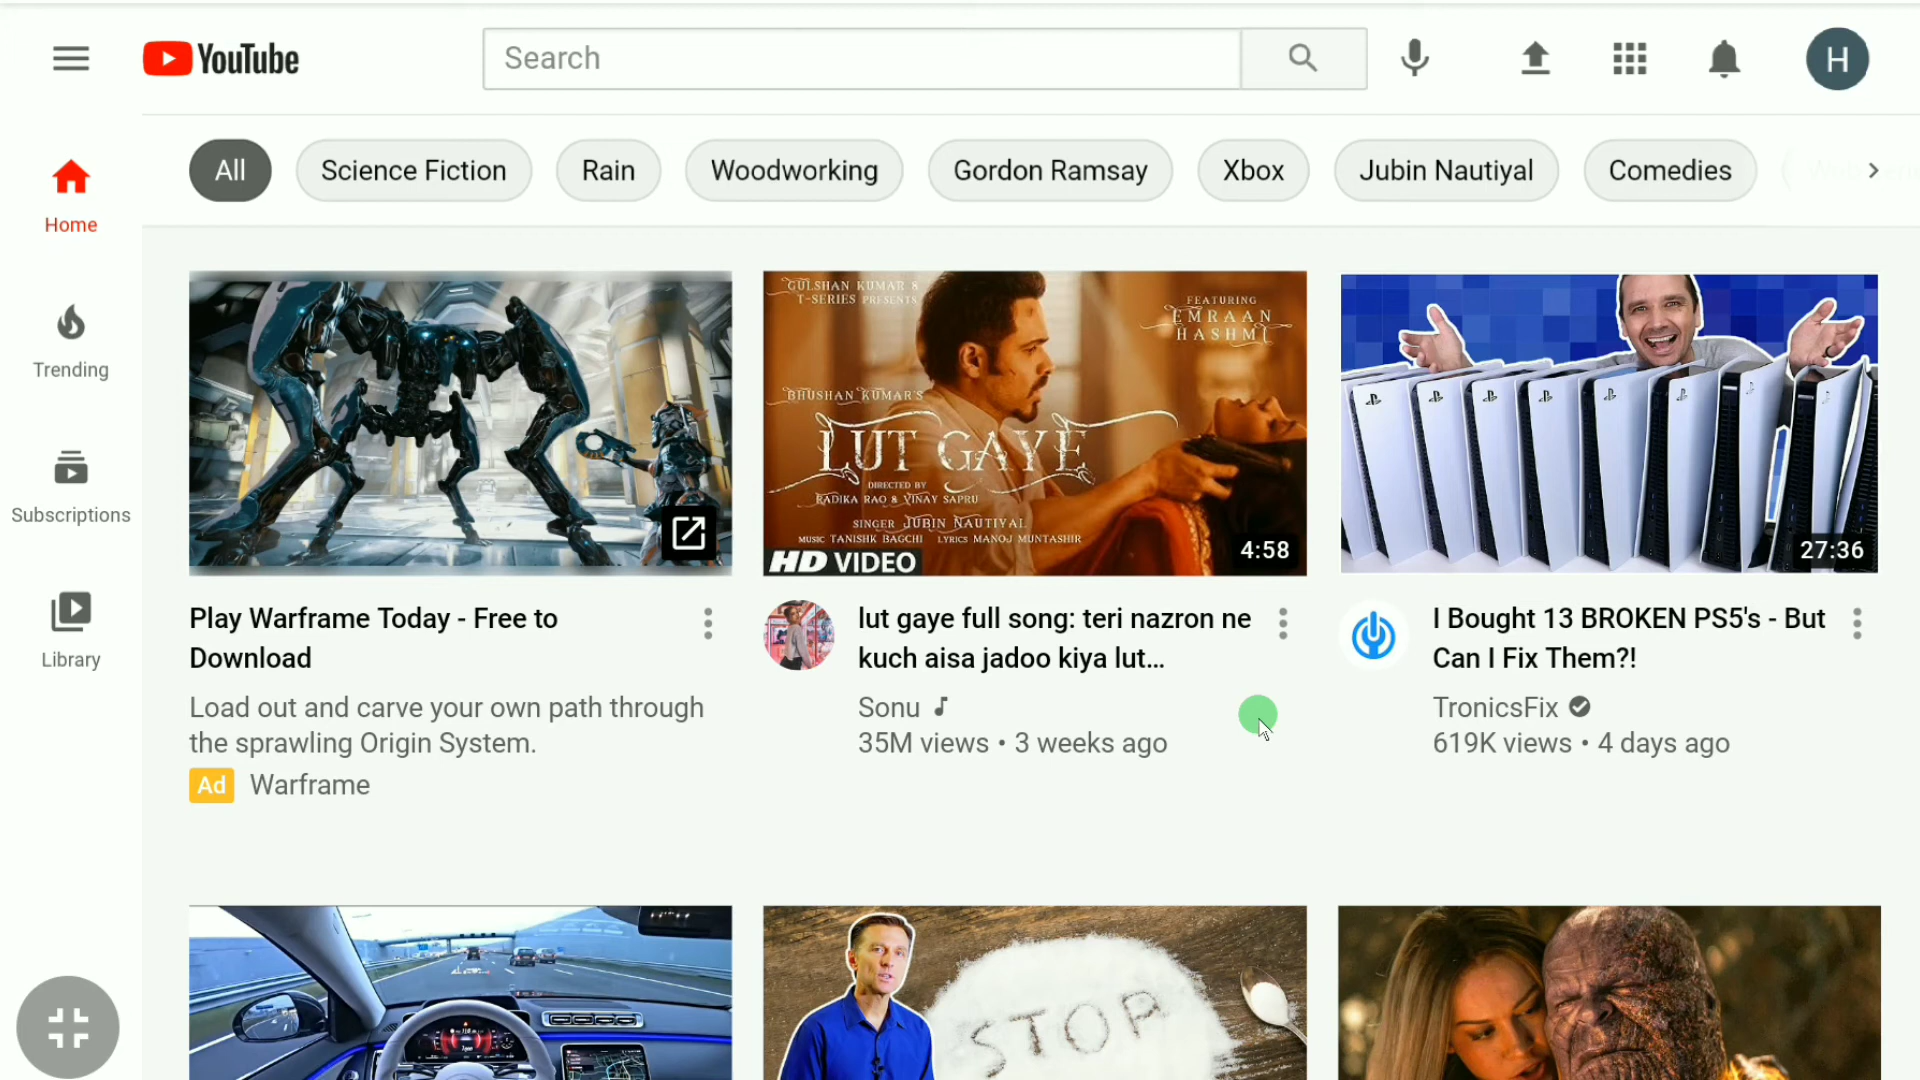 YouTube
Search
H
All
Science Fiction
Rain
Woodworking
Gordon Ramsay
Xbox
Jubin Nautiyal
Comedies
Home
Trending
Subscriptions
Library
GULSHAN KUMAR &
T-SERIES PRESENTS
FEATURING
EMRAAN
HASHMI
BHUSHAN KUMAR'S
LUT GAYE
DIRECTED BY
RADIKA RAO & VINAY SAPRU
SINGER JUBIN NAUTIYAL
MUSIC TANISHK BAGCHI LYRICS MANOJ MUNTASHIR
HD VIDEO
4:58
27:36
Play Warframe Today - Free to
Download
Load out and carve your own path through
the sprawling Origin System.
Ad Warframe
lut gaye full song: teri nazron ne
kuch aisa jadoo kiya lut...
Sonu
35M views • 3 weeks ago
I Bought 13 BROKEN PS5's - But
Can I Fix Them?!
TronicsFix
619K views • 4 days ago
STOP